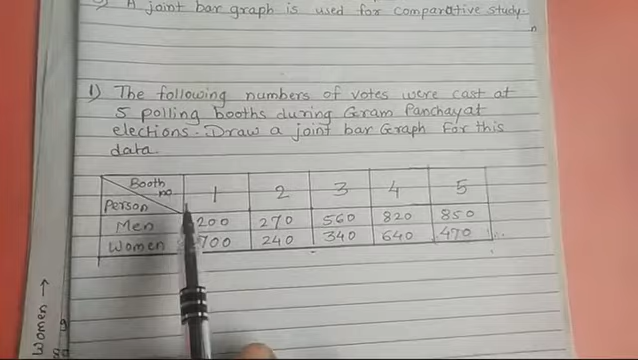 A joint bar graph is used for comparative study.
1) The following numbers of votes were cast at
5 polling booths during Gram Panchayat
elections. Draw a joint bar Graph for this
data.
Booth no
Person
1 2 3 4 5
Men 200 270 560 820 850
Women 700 240 340 640 470
Women →